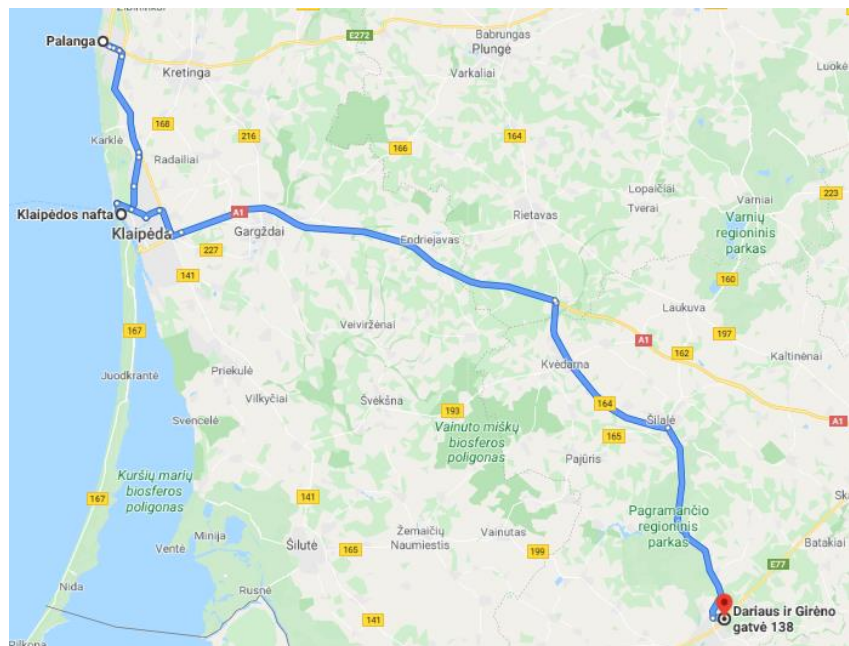 Zibininkai
Palanga
E272
Babrungas
Plungė
Kretinga
Varkaliai
Luokė
168
216
164
Karklė
166
Radailiai
Lopaičiai
Tverai
Varniai
223
Klaipėdos nafta
A1
Rietavas
Varnių
regioninis
parkas
Klaipėda
Gargždai
Endriejavas
227
141
160
Laukuva
167
Veiviržėnai
A1
197
162
Kaltinėnai
Priekulė
Kvėdarna
Juodkrantė
Vilkyčiai
Švėkšna
193
164
Šilalė
A1
Svencelė
Vainuto miškų
biosferos
poligonas
165
Pajūris
Kuršių marių
biosferos
poligonas
167
141
Pagramančio
regioninis
parkas
Minija
Ventė
Šilutė
165
Žemaičių
Naumiestis
Vainutas
199
Batakiai
E77
Nida
Rusnė
141
Dariaus ir Girėno
gatvė 138